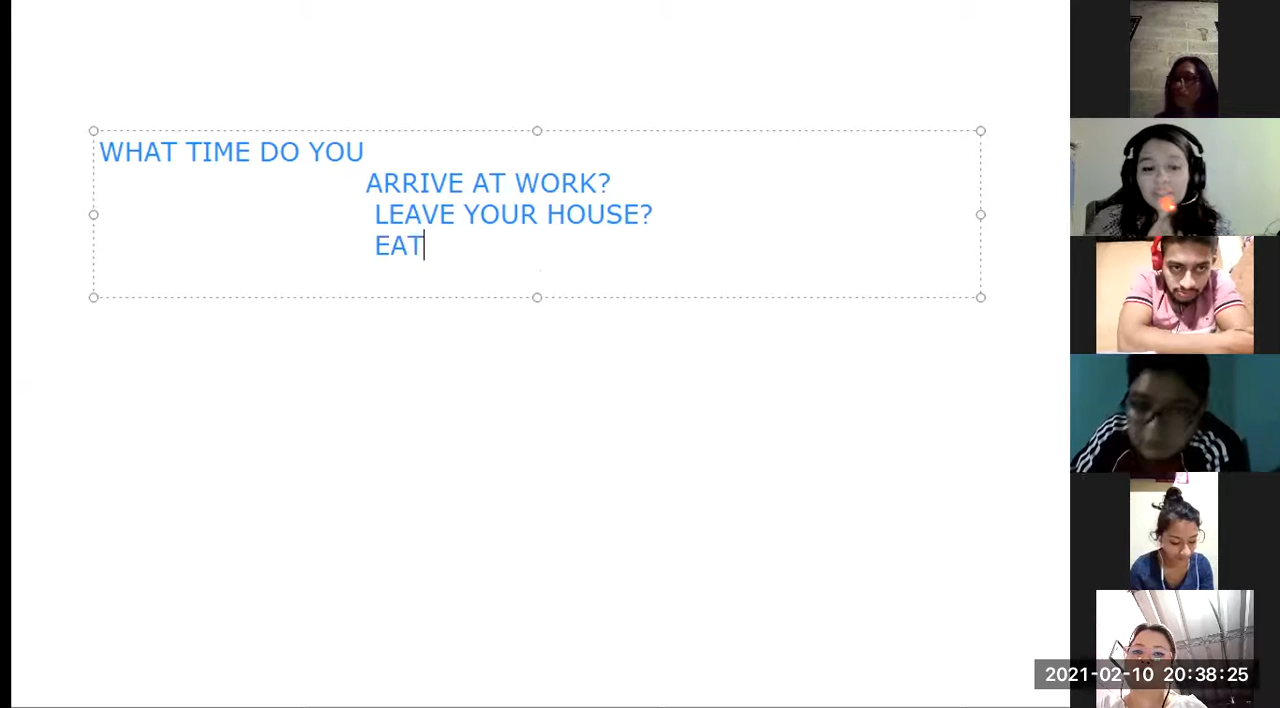 WHAT TIME DO YOU
ARRIVE AT WORK?
LEAVE YOUR HOUSE?
EAT
2021-02-10 20:38:25